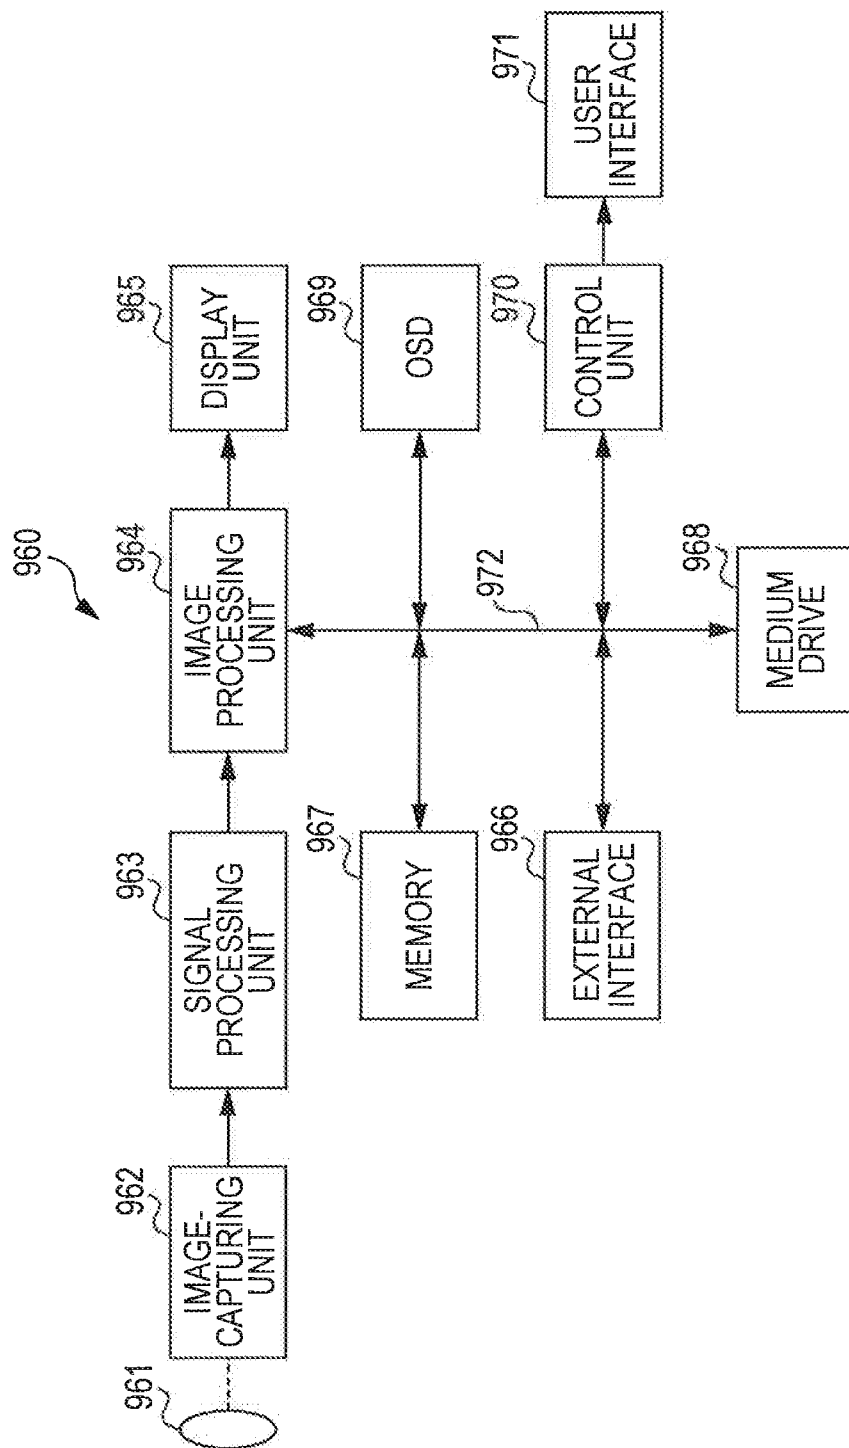 960
961
962
IMAGE-
CAPTURING
UNIT
963
SIGNAL
PROCESSING
UNIT
964
IMAGE
PROCESSING
UNIT
965
DISPLAY
UNIT
967
MEMORY
969
OSD
972
966
EXTERNAL
INTERFACE
970
CONTROL
UNIT
971
USER
INTERFACE
968
MEDIUM
DRIVE